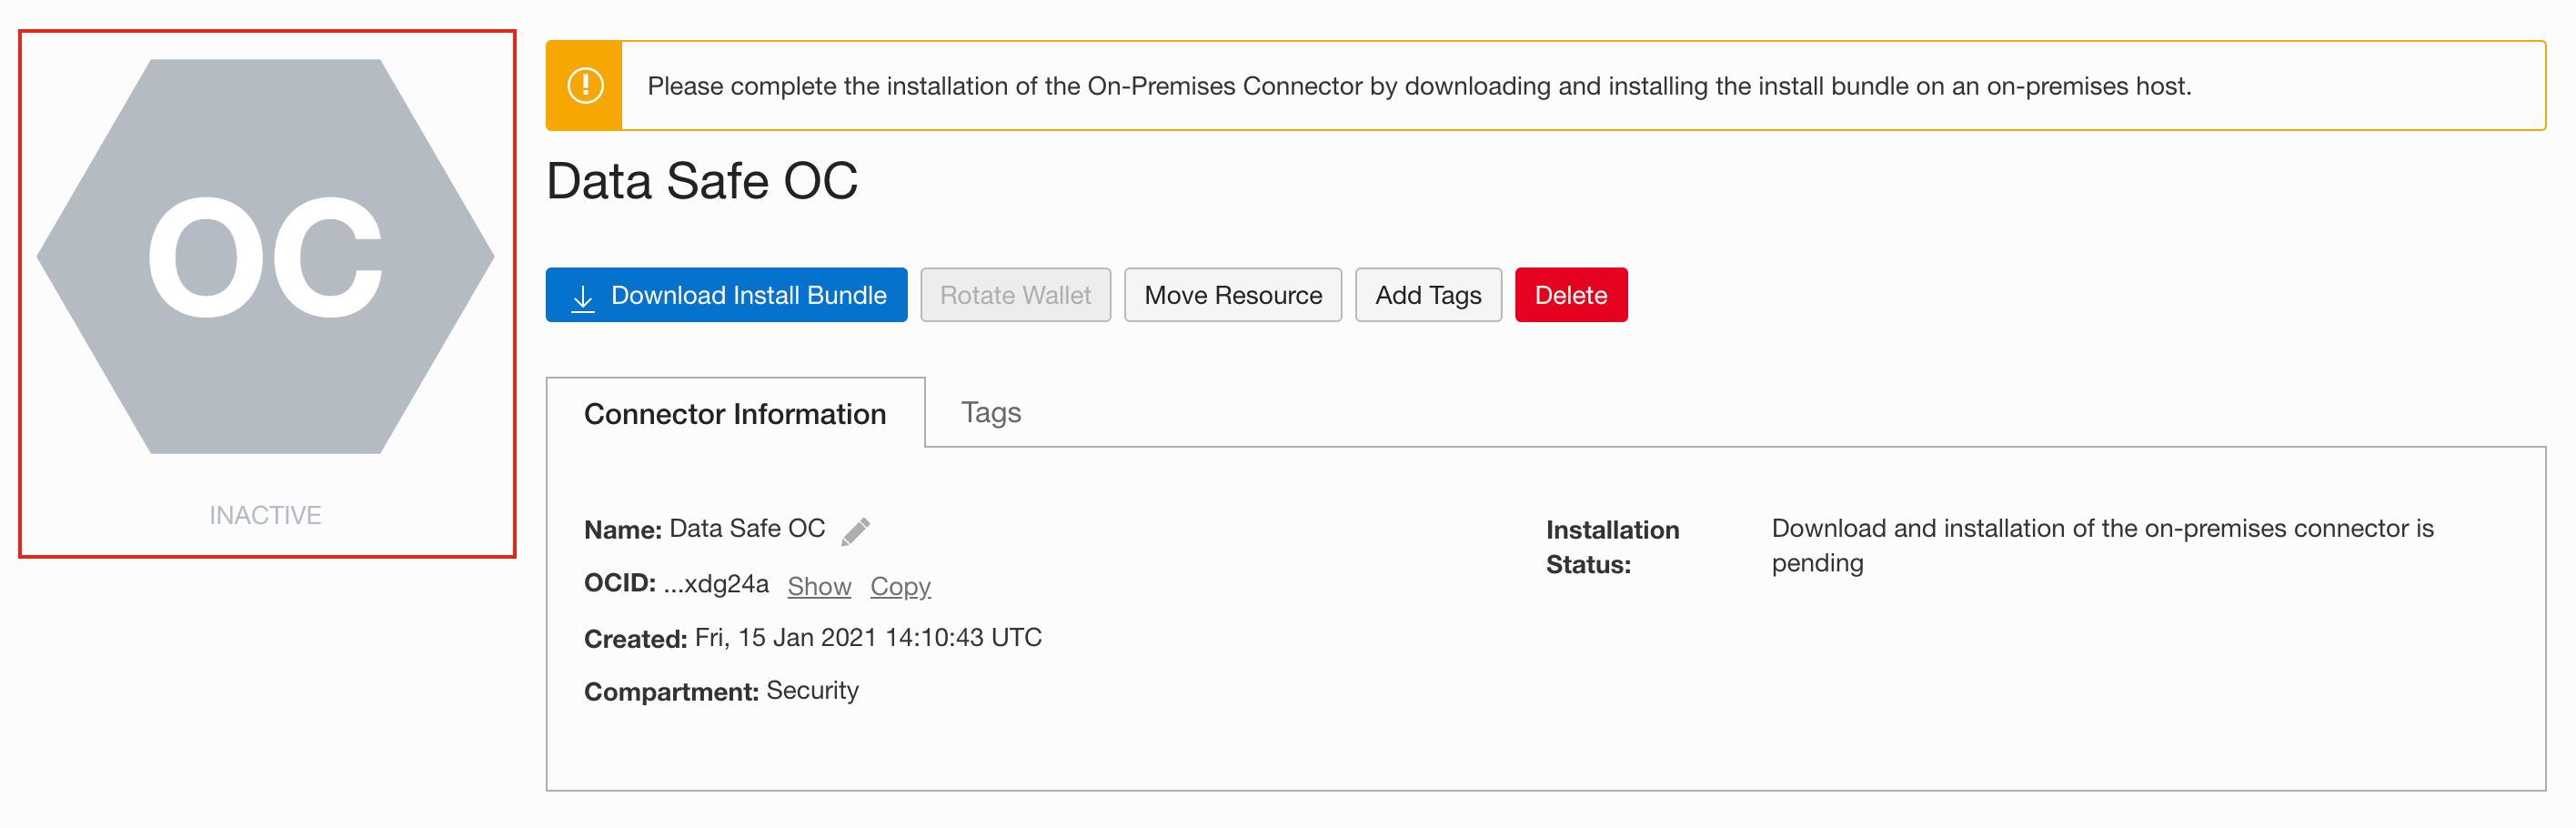 OC
INACTIVE
Please complete the installation of the On-Premises Connector by downloading and installing the install bundle on an on-premises host.
Data Safe OC
Download Install Bundle
Rotate Wallet
Move Resource
Add Tags
Delete
Connector Information
Tags
Name: Data Safe OC
OCID: ...xdg24a Show Copy
Created: Fri, 15 Jan 2021 14:10:43 UTC
Compartment: Security
Installation
Status:
Download and installation of the on-premises connector is
pending